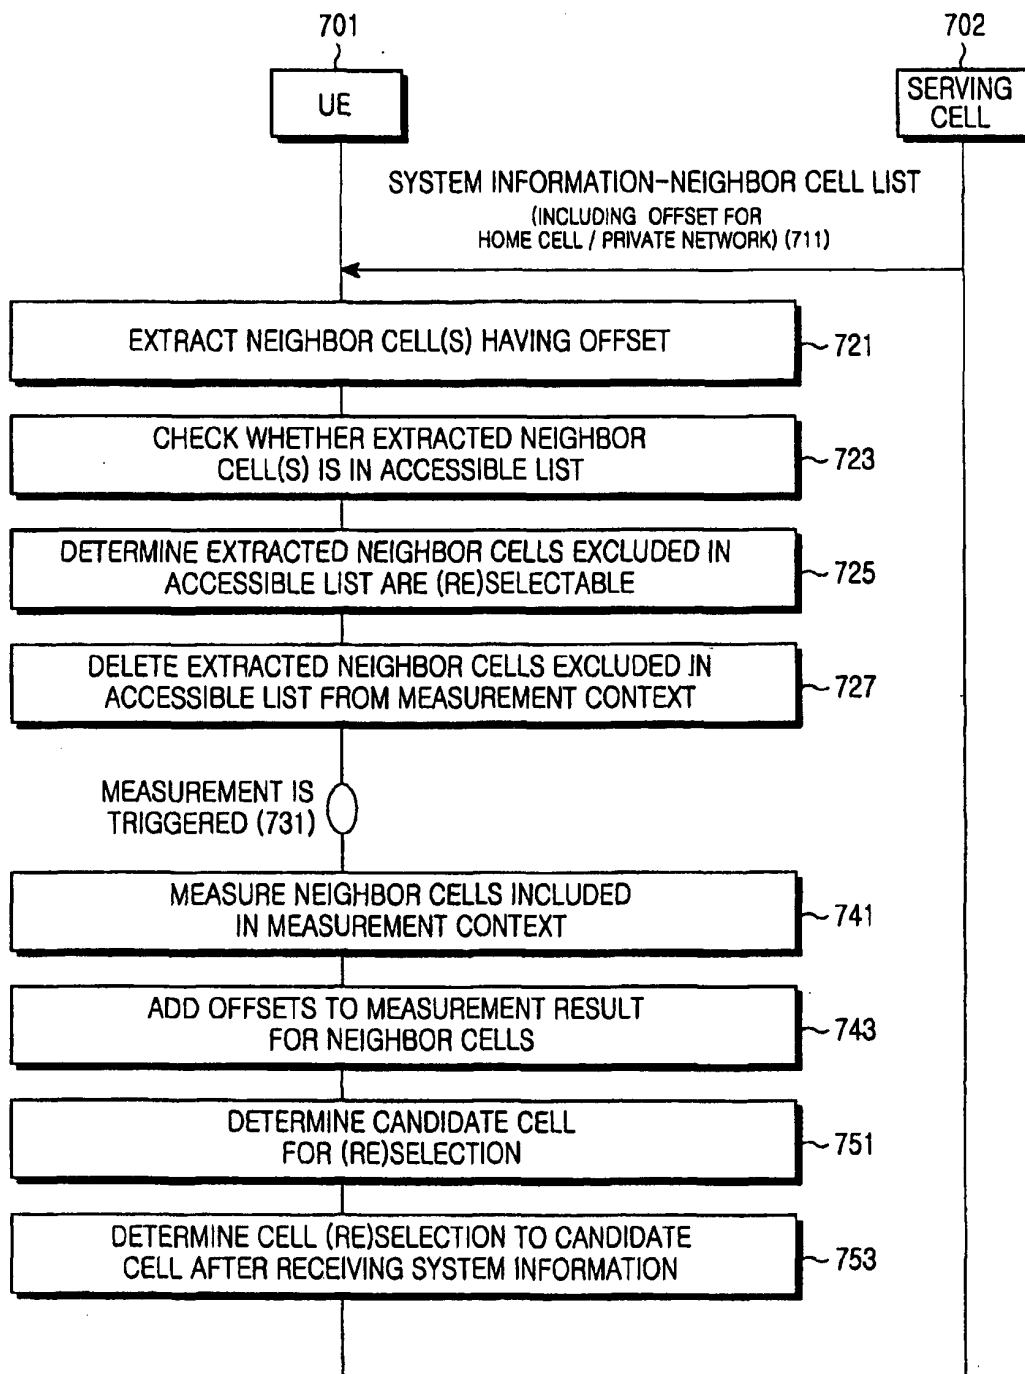 701
702
UE
SERVING
CELL
SYSTEM INFORMATION-NEIGHBOR CELL LIST
(INCLUDING OFFSET FOR
HOME CELL / PRIVATE NETWORK) (711)
EXTRACT NEIGHBOR CELL(S) HAVING OFFSET
721
CHECK WHETHER EXTRACTED NEIGHBOR
CELL(S) IS IN ACCESSIBLE LIST
723
DETERMINE EXTRACTED NEIGHBOR CELLS EXCLUDED IN
ACCESSIBLE LIST ARE (RE)SELECTABLE
725
DELETE EXTRACTED NEIGHBOR CELLS EXCLUDED IN
ACCESSIBLE LIST FROM MEASUREMENT CONTEXT
727
MEASUREMENT IS
TRIGGERED (731)
MEASURE NEIGHBOR CELLS INCLUDED
IN MEASUREMENT CONTEXT
741
ADD OFFSETS TO MEASUREMENT RESULT
FOR NEIGHBOR CELLS
743
DETERMINE CANDIDATE CELL
FOR (RE)SELECTION
751
DETERMINE CELL (RE)SELECTION TO CANDIDATE
CELL AFTER RECEIVING SYSTEM INFORMATION
753